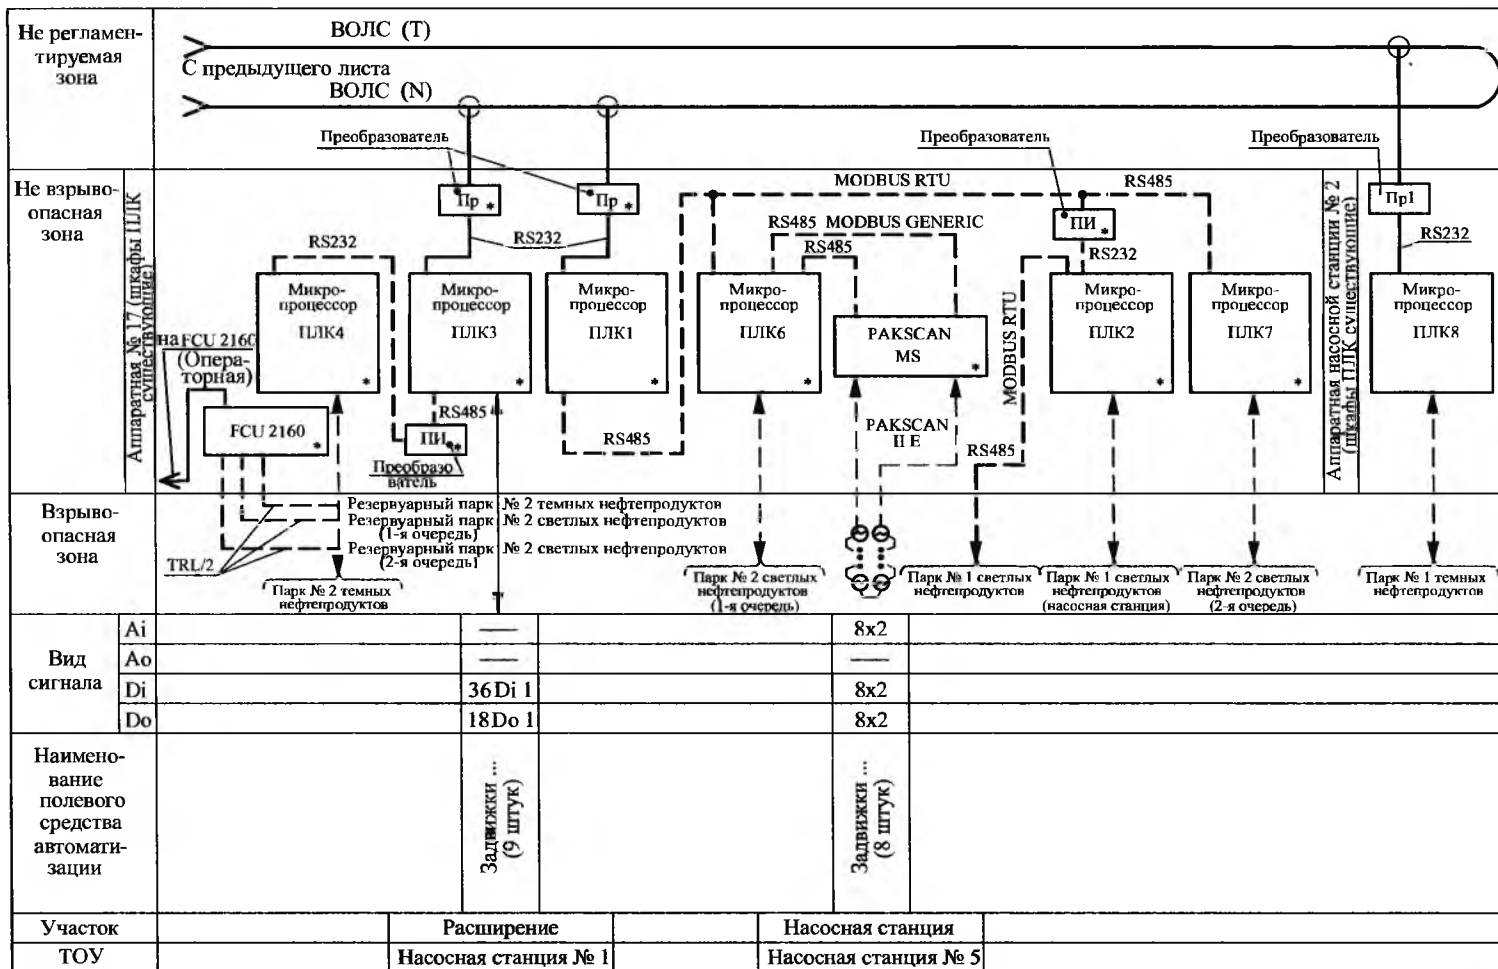 Не регламен-
тируемая
зона
ВОЛС (Т)
С предыдущего листа
ВОЛС (N)
Преобразователь
Преобразователь
Преобразователь
Не взрыво-
опасная
зона
Аппаратная № 17 (шкафы ПЛК
существующие)
Пр *
Пр *
MODBUS RTU
RS485
ПИ *
Аппаратная насосной станции № 2
(шкафы ПЛК существующие)
Пр1
RS232
RS232
RS485 MODBUS GENERIC
RS485
RS232
RS232
Микро-
процессор
ПЛК4
*
Микро-
процессор
ПЛК3
*
Микро-
процессор
ПЛК1
*
Микро-
процессор
ПЛК6
*
PAKSCAN
MS
*
MODBUS RTU
Микро-
процессор
ПЛК2
*
Микро-
процессор
ПЛК7
*
Микро-
процессор
ПЛК8
*
на FCU 2160
(Опера-
торная)
FCU 2160
*
RS485
ПИ *
Преобразо
ватель
RS485
PAKSCAN
II E
RS485
Взрыво-
опасная
зона
Резервуарный парк № 2 темных нефтепродуктов
Резервуарный парк № 2 светлых нефтепродуктов
(1-я очередь)
Резервуарный парк № 2 светлых нефтепродуктов
(2-я очередь)
TRL/2
Парк № 2 темных
нефтепродуктов
Парк № 2 светлых
нефтепродуктов
(1-я очередь)
Парк № 1 светлых
нефтепродуктов
Парк № 1 светлых
нефтепродуктов
(насосная станция)
Парк № 2 светлых
нефтепродуктов
(2-я очередь)
Парк № 1 темных
нефтепродуктов
Вид
сигнала
Ai
—
8x2
Ao
—
—
Di
36Di 1
8x2
Do
18Do 1
8x2
Наимено-
вание
полевого
средства
автомати-
зации
Задвижки ...
(9 штук)
Задвижки ...
(8 штук)
Участок
Расширение
Насосная станция
ТОУ
Насосная станция № 1
Насосная станция № 5